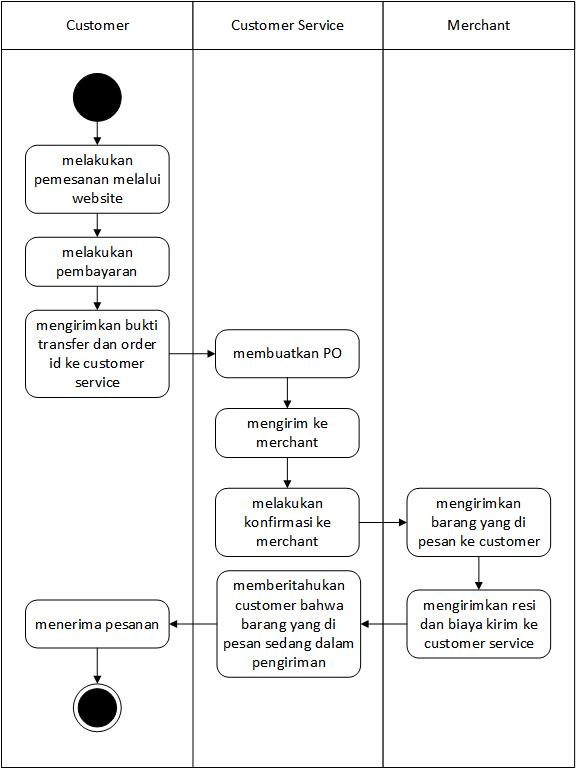 Customer
Customer Service
Merchant
melakukan
pemesanan melalui
website
melakukan
pembayaran
mengirimkan bukti
transfer dan order
id ke customer
service
membuatkan PO
mengirim ke
merchant
melakukan
konfirmasi ke
merchant
mengirimkan
barang yang di
pesan ke customer
mengirimkan resi
dan biaya kirim ke
customer service
memberitahukan
customer bahwa
barang yang di
pesan sedang dalam
pengiriman
menerima pesanan